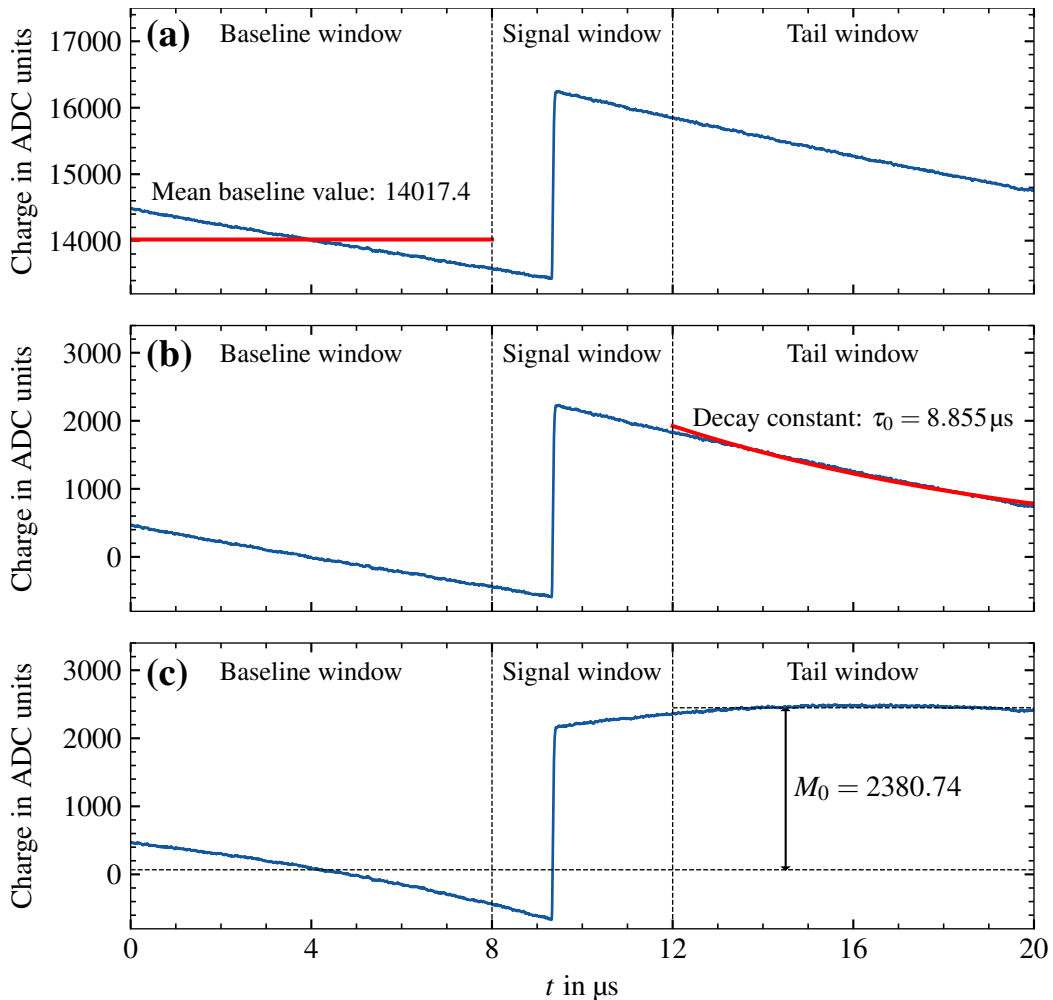 (a) Baseline window Signal window Tail window
17000
16000
15000
14000
Charge in ADC units
Mean baseline value: 14017.4
(b) Baseline window Signal window Tail window
3000
2000
1000
0
Charge in ADC units
Decay constant: τ₀ = 8.855µs
(c) Baseline window Signal window Tail window
3000
2000
1000
0
Charge in ADC units
M₀ = 2380.74
0 4 8 12 16 20
t in µs